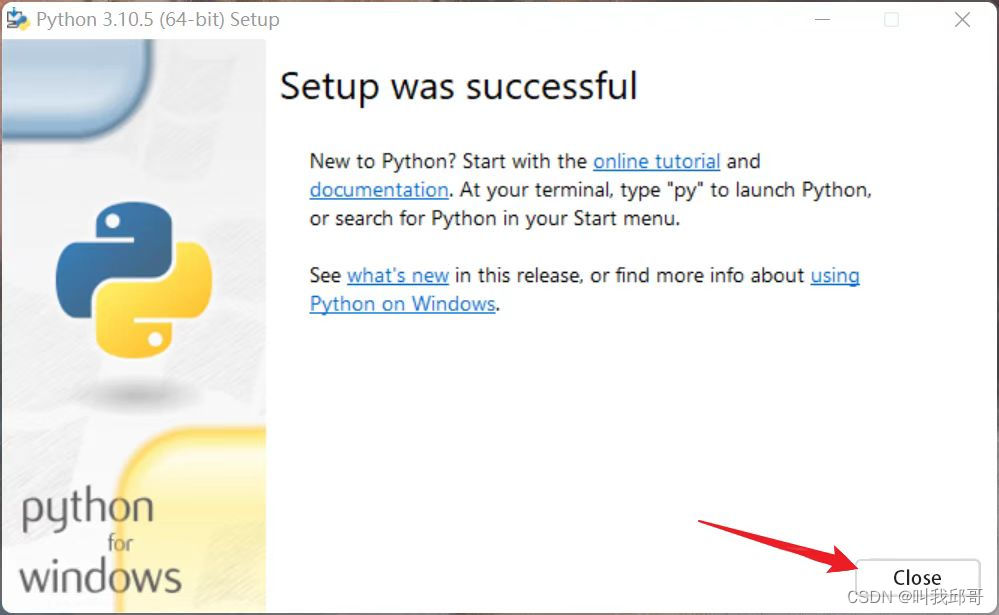 Python 3.10.5 (64-bit) Setup
Setup was successful
New to Python? Start with the online tutorial and
documentation. At your terminal, type "py" to launch Python,
or search for Python in your Start menu.
See what's new in this release, or find more info about using
Python on Windows.
python
for
windows
Close
CSDN @叫我邱哥